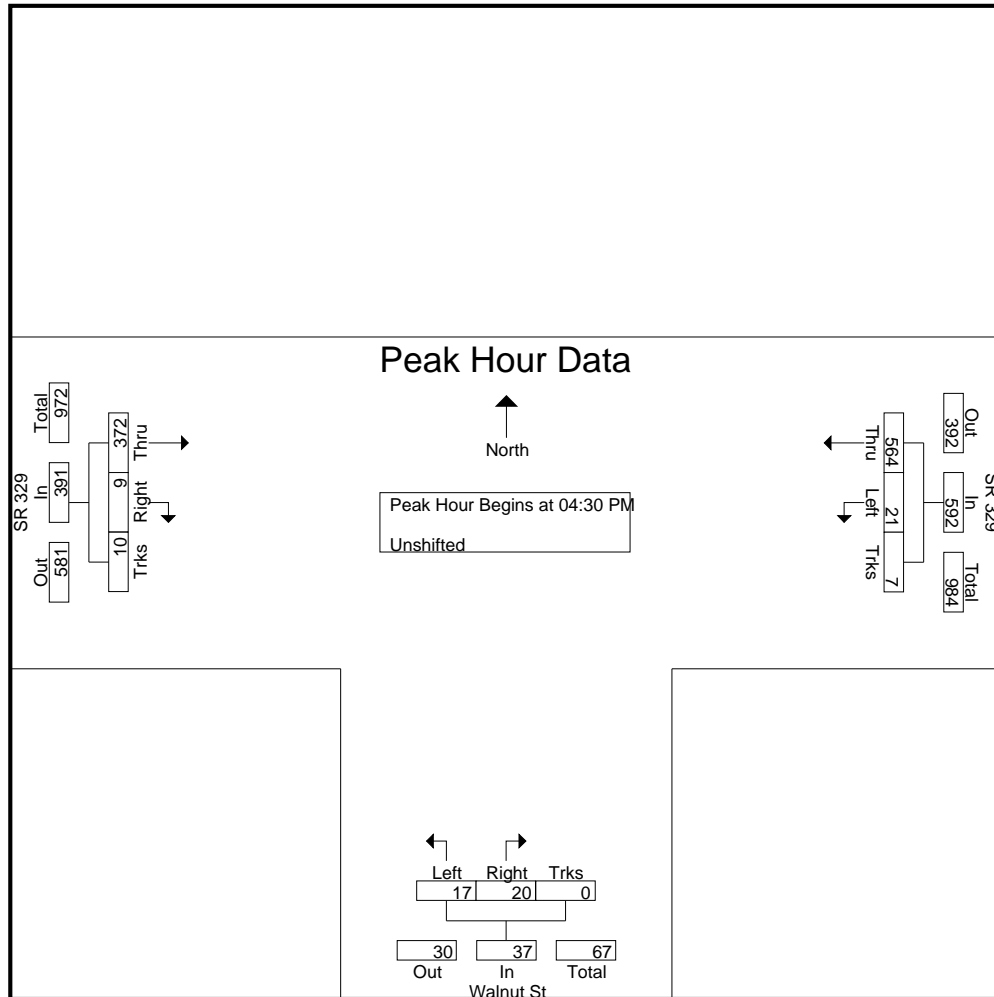 Peak Hour Data
North
Peak Hour Begins at 04:30 PM
Unshifted
SR 329
Total
972
In
391
Out
581
372
Thru
9
Right
10
Trks
564
Thru
21
Left
7
Trks
Out
392
In
592
Total
984
SR 329
Left
Right
Trks
17
20
0
30
37
67
Out
In
Total
Walnut St